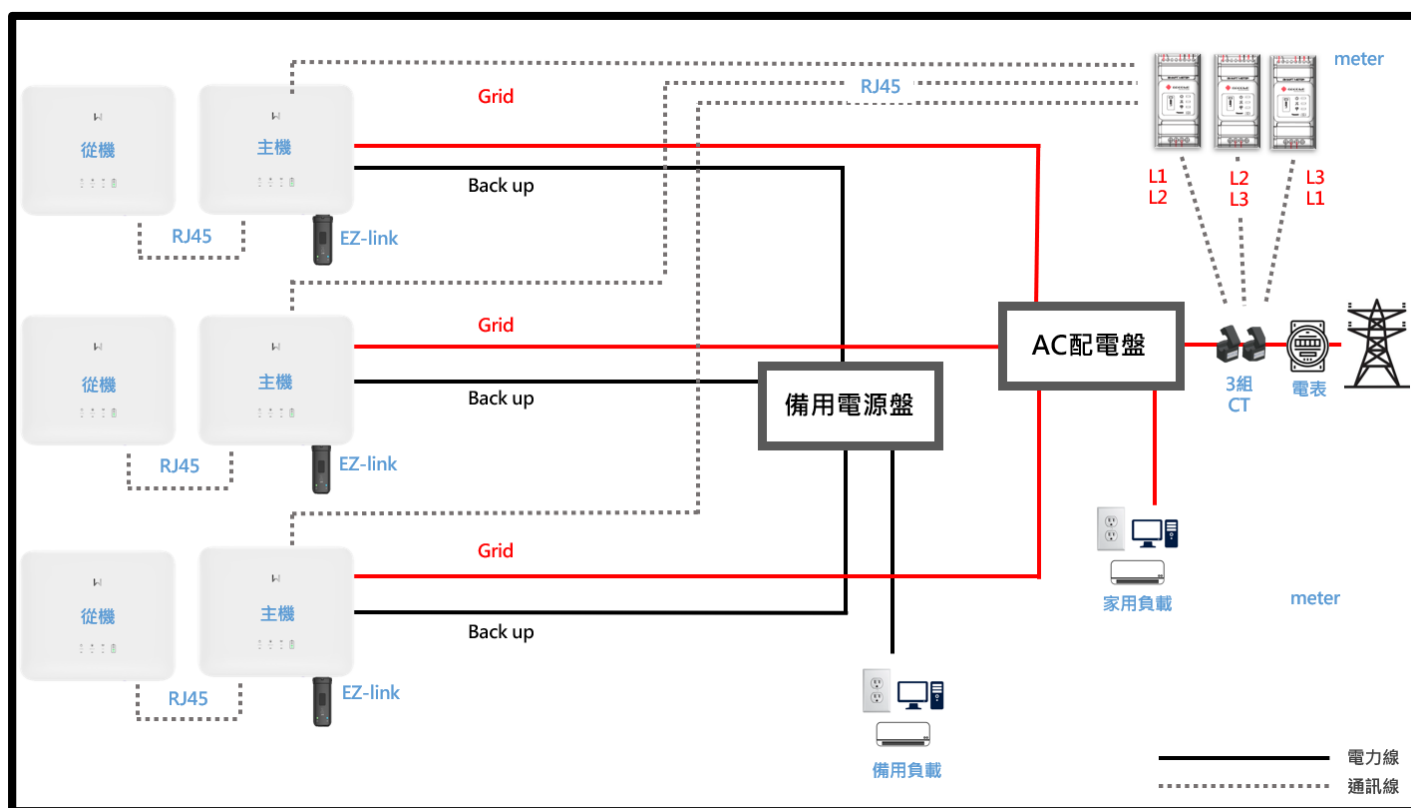 meter
RJ45
Grid
從機
主機
Back up
L1
L2
L2
L3
L3
L1
RJ45
EZ-link
Grid
從機
主機
Back up
AC配電盤
備用電源盤
3組
CT
電表
RJ45
EZ-link
Grid
從機
主機
Back up
家用負載
meter
RJ45
EZ-link
備用負載
電力線
通訊線